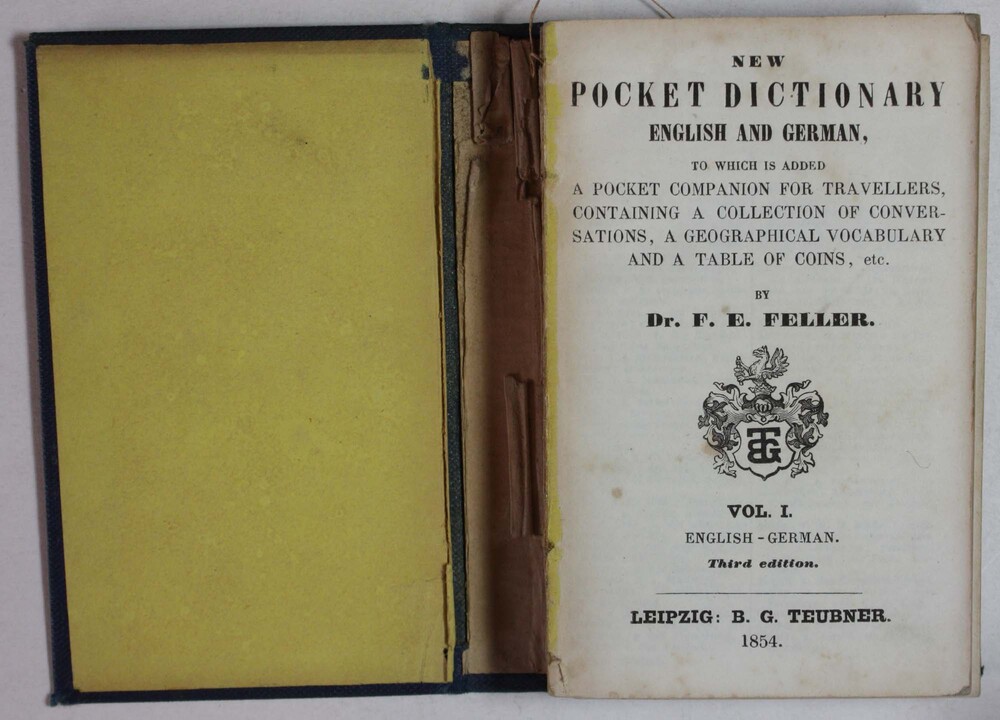 NEW
POCKET DICTIONARY
ENGLISH AND GERMAN,
TO WHICH IS ADDED
A POCKET COMPANION FOR TRAVELLERS,
CONTAINING A COLLECTION OF CONVER-
SATIONS, A GEOGRAPHICAL VOCABULARY
AND A TABLE OF COINS, etc.
BY
Dr. F. E. FELLER.
BTG
VOL. I.
ENGLISH - GERMAN.
Third edition.
LEIPZIG: B. G. TEUBNER.
1854.